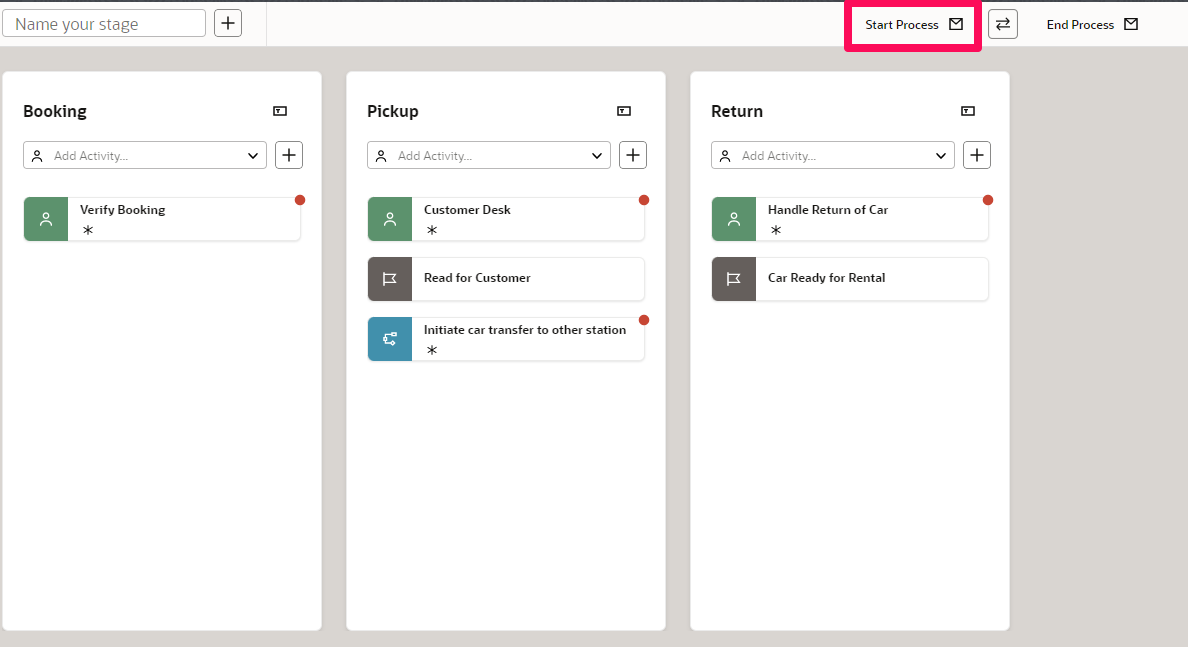 Name your stage
Start Process
End Process
Booking
Add Activity...
Verify Booking
Pickup
Add Activity...
Customer Desk
Read for Customer
Initiate car transfer to other station
Return
Add Activity...
Handle Return of Car
Car Ready for Rental